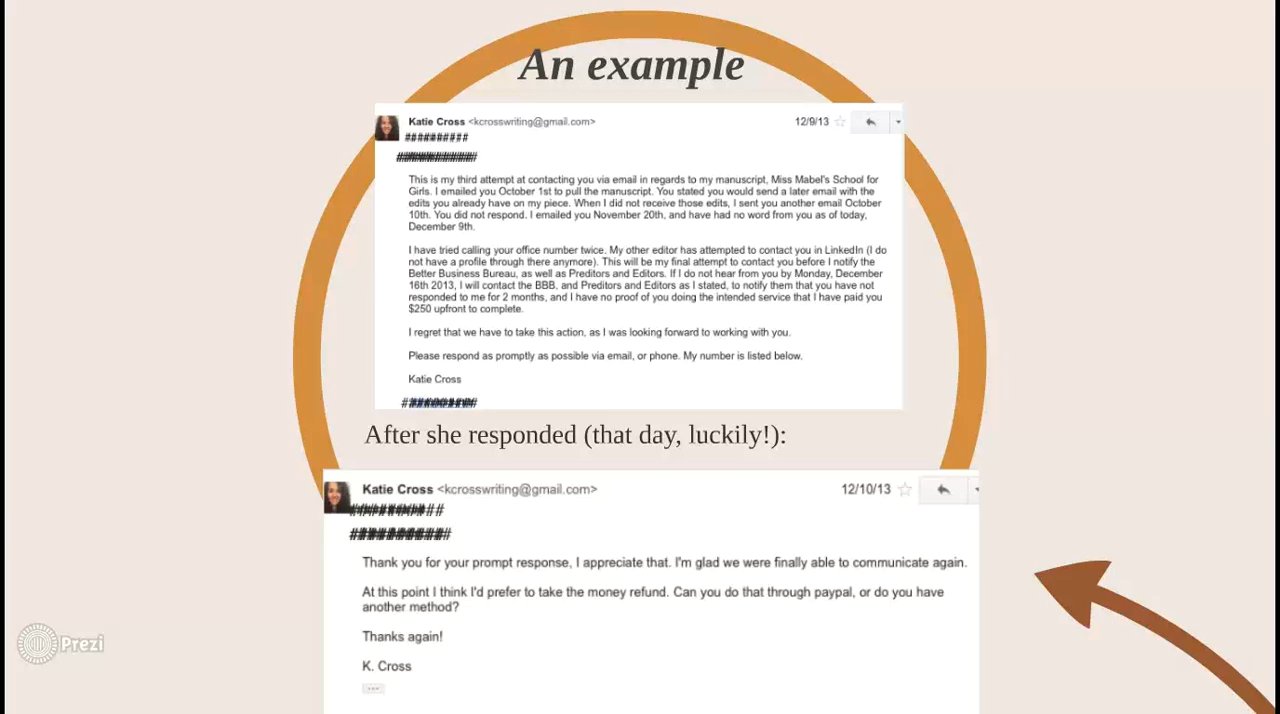 An example
Katie Cross <kcrosswriting@gmail.com>
12/9/13
This is my third attempt at contacting you via email in regards to my manuscript, Miss Mabel's School for
Girls. I emailed you October 1st to pull the manuscript. You stated you would send a later email with the
edits you already have on my piece. When I did not receive those edits, I sent you another email October
10th. You did not respond. I emailed you November 20th, and have had no word from you as of today,
December 9th.
I have tried calling your office number twice. My other editor has attempted to contact you in LinkedIn (I do
not have a profile through there anymore). This will be my final attempt to contact you before I notify the
Better Business Bureau, as well as Preditors and Editors. If I do not hear from you by Monday, December
16th 2013, I will contact the BBB, and Preditors and Editors as I stated, to notify them that you have not
responded to me for 2 months, and I have no proof of you doing the intended service that I have paid you
$250 upfront to complete.
I regret that we have to take this action, as I was looking forward to working with you.
Please respond as promptly as possible via email, or phone. My number is listed below.
Katie Cross
After she responded (that day, luckily!):
Katie Cross <kcrosswriting@gmail.com>
12/10/13
Thank you for your prompt response, I appreciate that. I'm glad we were finally able to communicate again.
At this point I think I'd prefer to take the money refund. Can you do that through paypal, or do you have
another method?
Thanks again!
K. Cross
Prezi